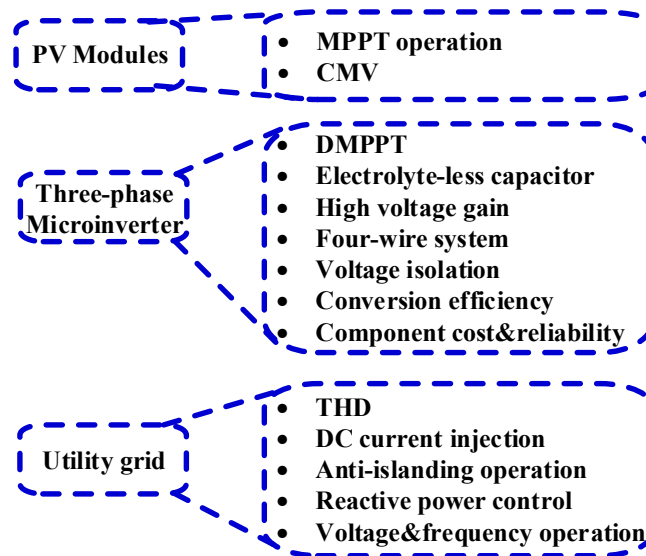 PV Modules
• MPPT operation
• CMV
Three-phase
Microinverter
• DMPPT
• Electrolyte-less capacitor
• High voltage gain
• Four-wire system
• Voltage isolation
• Conversion efficiency
• Component cost&reliability
Utility grid
• THD
• DC current injection
• Anti-islanding operation
• Reactive power control
• Voltage&frequency operation